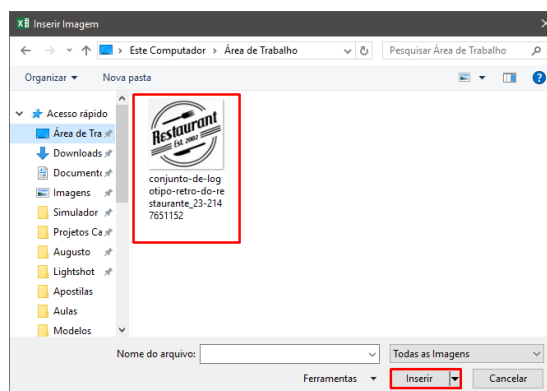 Inserir Imagem
Este Computador > Área de Trabalho
Pesquisar Área de Trabalho
Organizar
Nova pasta
Acesso rápido
Área de Tra
Downloads
Documento
Imagens
Simulador
Projetos Ca
Augusto
Lightshot
Apostilas
Aulas
Modelos
Restaurant
Est. 2002
conjunto-de-log
otipo-retro-do-re
staurante_23-214
7651152
Nome do arquivo:
Todas as Imagens
Ferramentas
Inserir
Cancelar